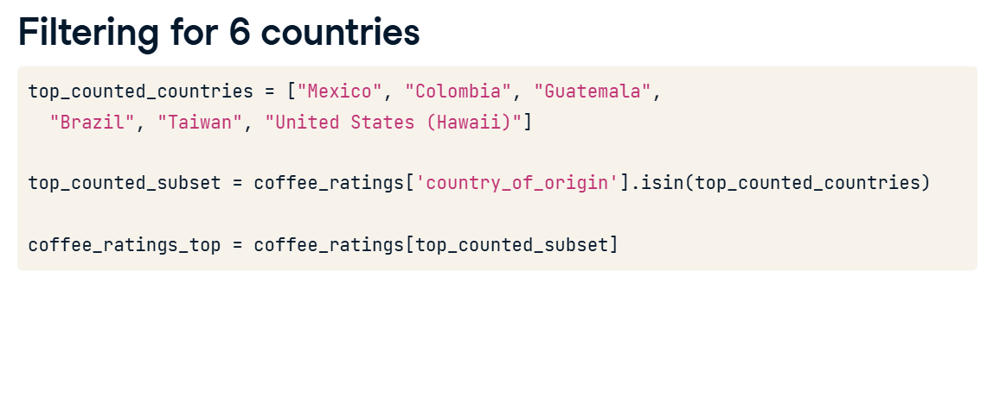 Filtering for 6 countries
top_counted_countries = ["Mexico", "Colombia", "Guatemala",
  "Brazil", "Taiwan", "United States (Hawaii)"]
top_counted_subset = coffee_ratings['country_of_origin'].isin(top_counted_countries)
coffee_ratings_top = coffee_ratings[top_counted_subset]